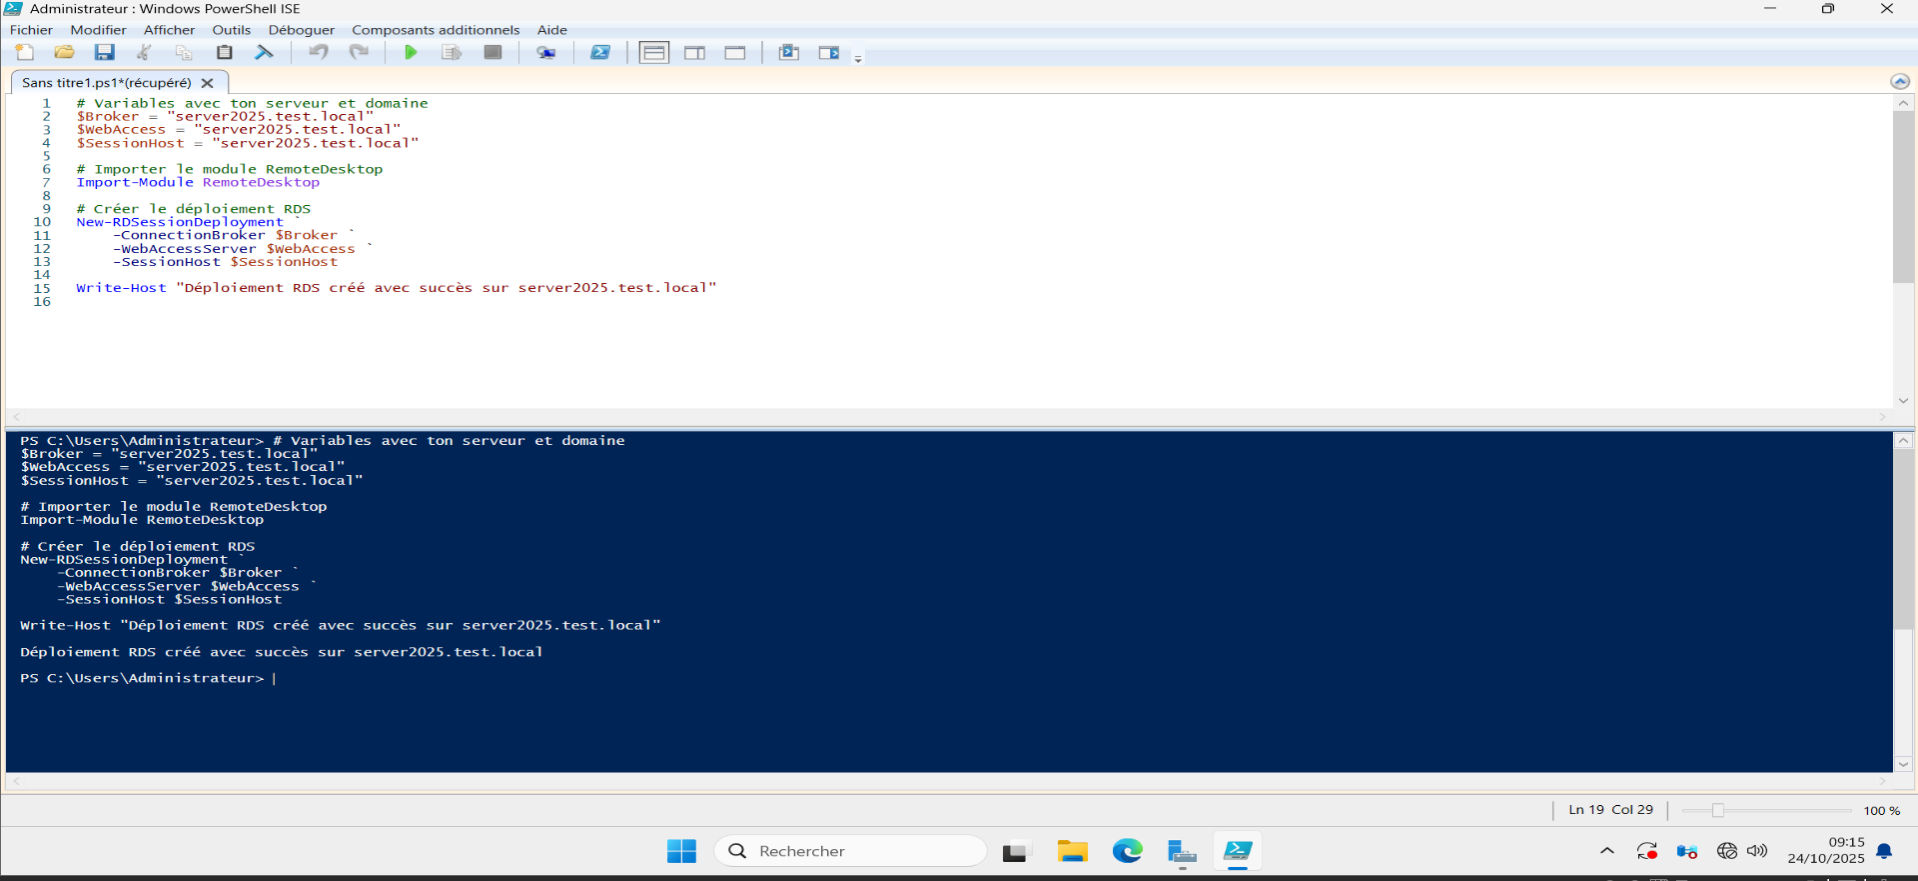 Administrateur : Windows PowerShell ISE
Fichier Modifier Afficher Outils Déboguer Composants additionnels Aide
Sans titre1.ps1*(récupéré)
1 # Variables avec ton serveur et domaine
2 $Broker = "server2025.test.local"
3 $WebAccess = "server2025.test.local"
4 $SessionHost = "server2025.test.local"
5
6 # Importer le module RemoteDesktop
7 Import-Module RemoteDesktop
8
9 # Créer le déploiement RDS
10 New-RDSessionDeployment `
11 -ConnectionBroker $Broker `
12 -WebAccessServer $WebAccess `
13 -SessionHost $SessionHost
14
15 Write-Host "Déploiement RDS créé avec succès sur server2025.test.local"
16
PS C:\Users\Administrateur> # Variables avec ton serveur et domaine
$Broker = "server2025.test.local"
$WebAccess = "server2025.test.local"
$SessionHost = "server2025.test.local"
# Importer le module RemoteDesktop
Import-Module RemoteDesktop
# Créer le déploiement RDS
New-RDSessionDeployment `
-ConnectionBroker $Broker `
-WebAccessServer $WebAccess `
-SessionHost $SessionHost
Write-Host "Déploiement RDS créé avec succès sur server2025.test.local"
Déploiement RDS créé avec succès sur server2025.test.local
PS C:\Users\Administrateur>
Ln 19 Col 29 100 %
Rechercher
09:15
24/10/2025